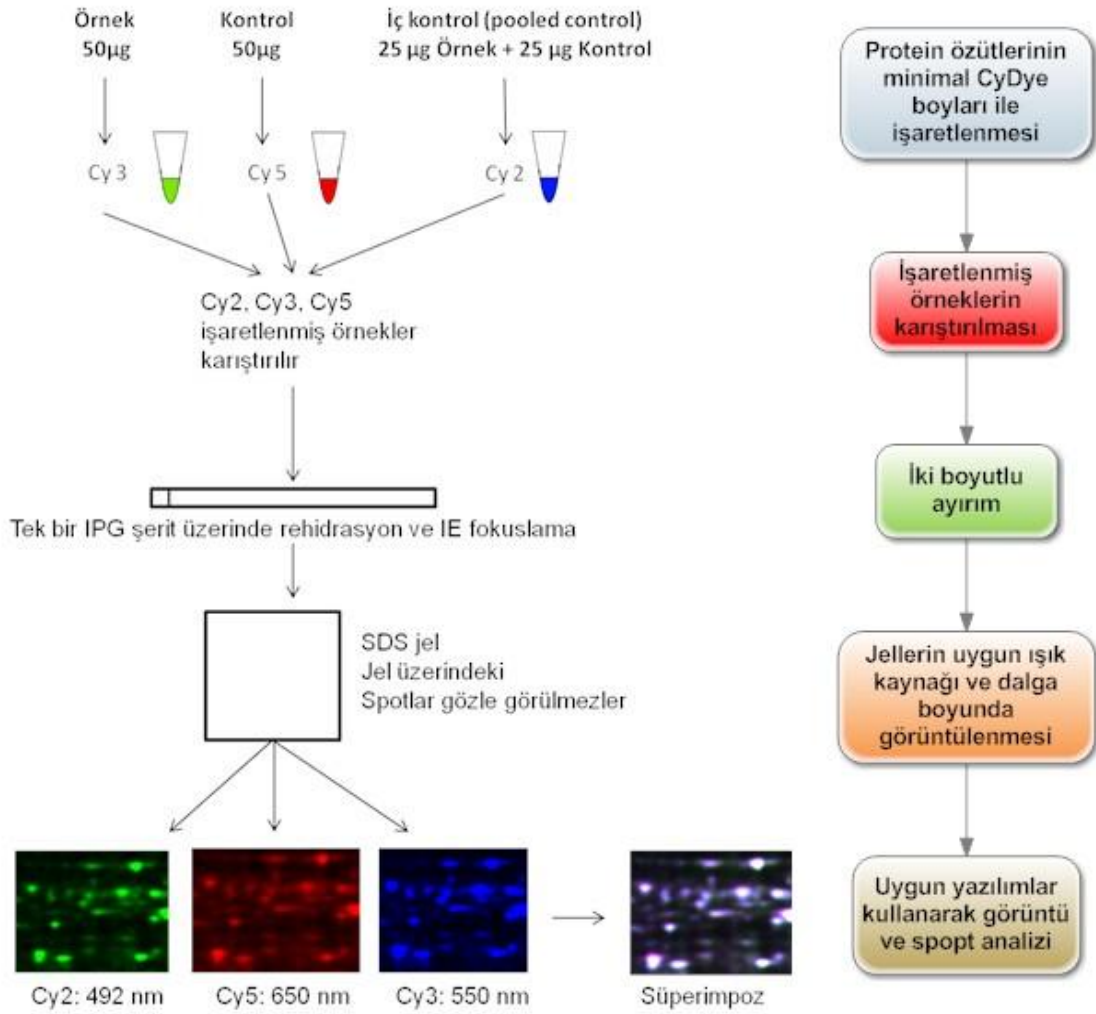 Örnek
50µg
Kontrol
50µg
İç kontrol (pooled control)
25 µg Örnek + 25 µg Kontrol
Cy 3
Cy 5
Cy 2
Cy2, Cy3, Cy5
işaretlenmiş örnekler
karıştırılır
Tek bir IPG şerit üzerinde rehidrasyon ve IE fokuslama
SDS jel
Jel üzerindeki
Spotlar gözle görülmezler
Cy2: 492 nm
Cy5: 650 nm
Cy3: 550 nm
Süperimpoz
Protein özütlerinin
minimal CyDye
boyları ile
işaretlenmesi
İşaretlenmiş
örneklerin
karıştırılması
İki boyutlu
ayırım
Jellerin uygun ışık
kaynağı ve dalga
boyunda
görüntülenmesi
Uygun yazılımlar
kullanarak görüntü
ve spopt analizi